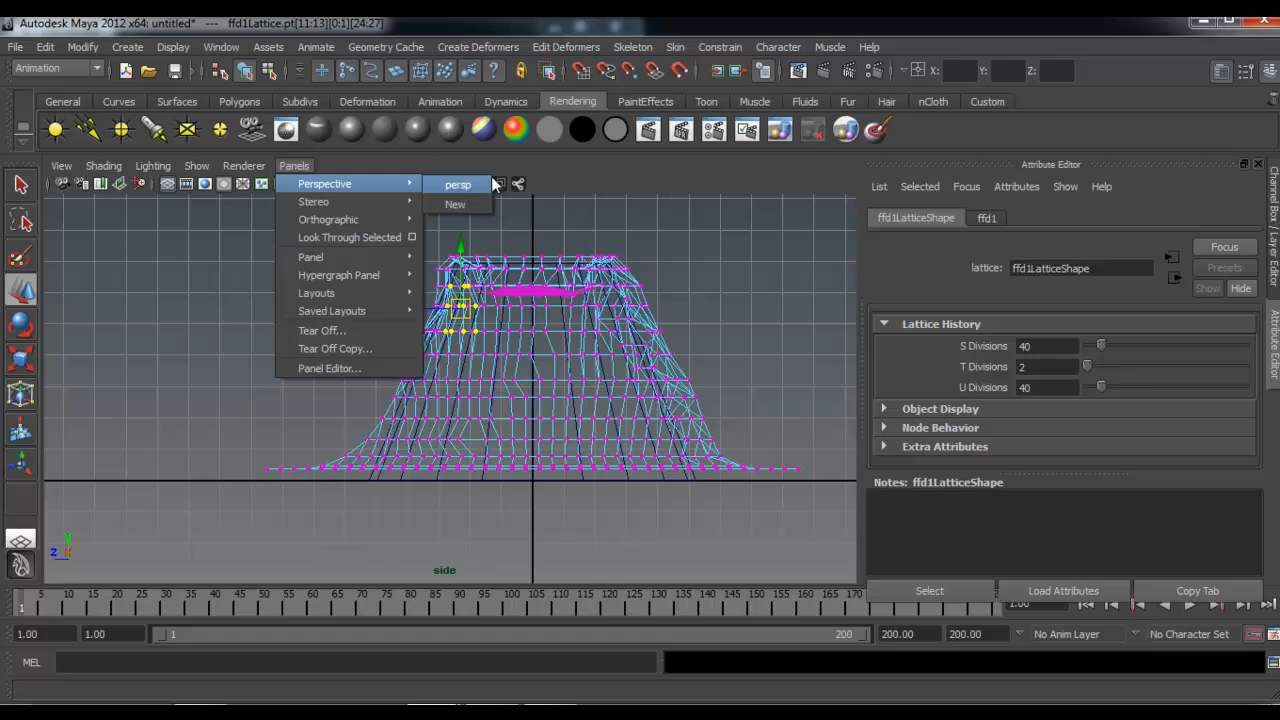 Autodesk Maya 2012 x64: untitled* --- ffd1Lattice.pt[11:13][0:1][24:27]
File Edit Modify Create Display Window Assets Animate Geometry Cache Create Deformers Edit Deformers Skeleton Skin Constrain Character Muscle Help
Animation X: Y: Z:
General Curves Surfaces Polygons Subdivs Deformation Animation Dynamics Rendering PaintEffects Toon Muscle Fluids Fur Hair nCloth Custom
View Shading Lighting Show Renderer Panels
Perspective
Stereo
Orthographic
Look Through Selected
Panel
Hypergraph Panel
Layouts
Saved Layouts
Tear Off...
Tear Off Copy...
Panel Editor...
persp
New
side
Y
Z X
Attribute Editor
List Selected Focus Attributes Show Help
ffd1LatticeShape ffd1
lattice: ffd1LatticeShape
Focus
Presets
Show Hide
Lattice History
S Divisions 40
T Divisions 2
U Divisions 40
Object Display
Node Behavior
Extra Attributes
Notes: ffd1LatticeShape
Select Load Attributes Copy Tab
Channel Box / Layer Editor
Attribute Editor
1 5 10 15 20 25 30 35 40 45 50 55 60 65 70 75 80 85 90 95 100 105 110 115 120 125 130 135 140 145 150 155 160 165 170 1.00
1.00 1.00 1 200 200.00 200.00 No Anim Layer No Character Set
MEL